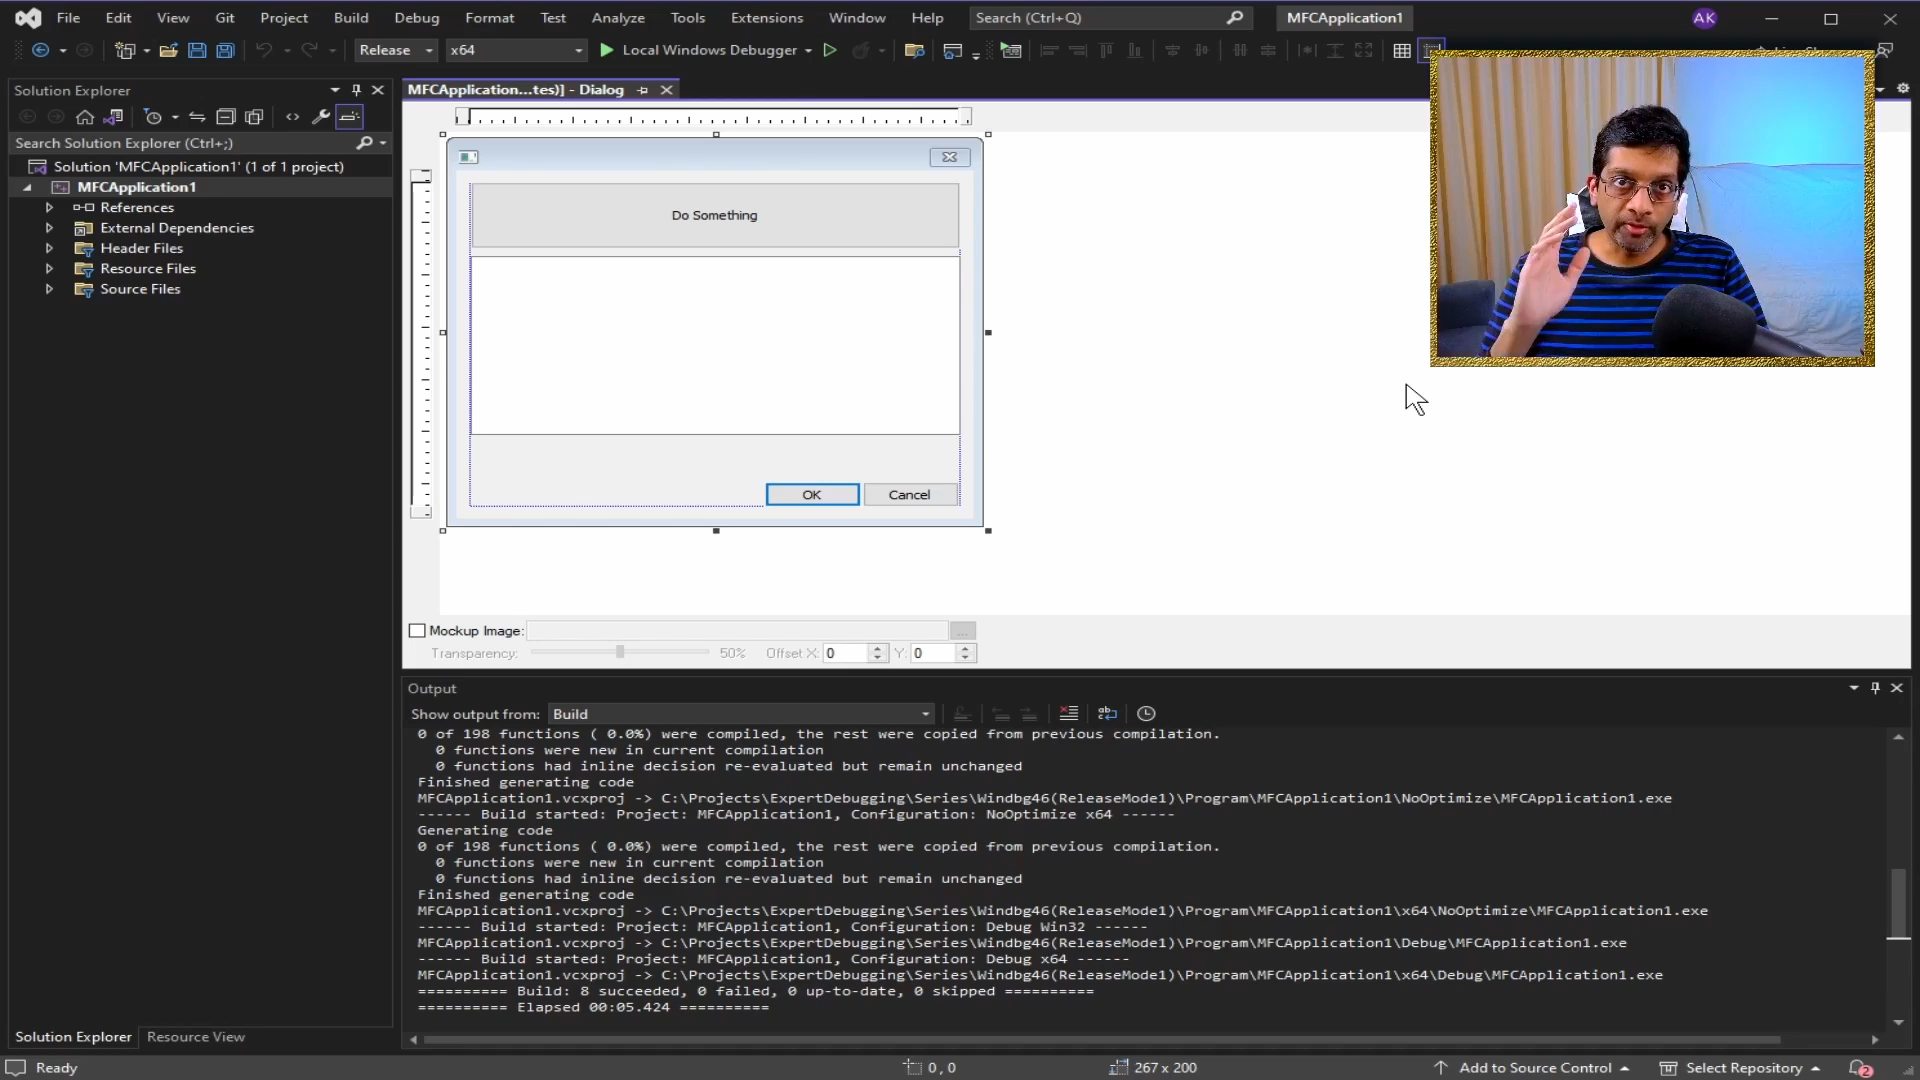 File Edit View Git Project Build Debug Format Test Analyze Tools Extensions Window Help Search (Ctrl+Q) MFCApplication1 AK
Release x64 Local Windows Debugger
Solution Explorer
MFCApplication...tes)] - Dialog
Search Solution Explorer (Ctrl+;)
Solution 'MFCApplication1' (1 of 1 project)
MFCApplication1
References
External Dependencies
Header Files
Resource Files
Source Files
Do Something
OK Cancel
Mockup Image: ...
Transparency: 50% Offset X: 0 Y: 0
Output
Show output from: Build
0 of 198 functions ( 0.0%) were compiled, the rest were copied from previous compilation.
0 functions were new in current compilation
0 functions had inline decision re-evaluated but remain unchanged
Finished generating code
MFCApplication1.vcxproj -> C:\Projects\ExpertDebugging\Series\Windbg46(ReleaseMode1)\Program\MFCApplication1\NoOptimize\MFCApplication1.exe
------ Build started: Project: MFCApplication1, Configuration: NoOptimize x64 ------
Generating code
0 of 198 functions ( 0.0%) were compiled, the rest were copied from previous compilation.
0 functions were new in current compilation
0 functions had inline decision re-evaluated but remain unchanged
Finished generating code
MFCApplication1.vcxproj -> C:\Projects\ExpertDebugging\Series\Windbg46(ReleaseMode1)\Program\MFCApplication1\x64\NoOptimize\MFCApplication1.exe
------ Build started: Project: MFCApplication1, Configuration: Debug Win32 ------
MFCApplication1.vcxproj -> C:\Projects\ExpertDebugging\Series\Windbg46(ReleaseMode1)\Program\MFCApplication1\Debug\MFCApplication1.exe
------ Build started: Project: MFCApplication1, Configuration: Debug x64 ------
MFCApplication1.vcxproj -> C:\Projects\ExpertDebugging\Series\Windbg46(ReleaseMode1)\Program\MFCApplication1\x64\Debug\MFCApplication1.exe
========== Build: 8 succeeded, 0 failed, 0 up-to-date, 0 skipped ==========
========== Elapsed 00:05.424 ==========
Solution Explorer Resource View
Ready 0, 0 267 x 200 Add to Source Control Select Repository 2